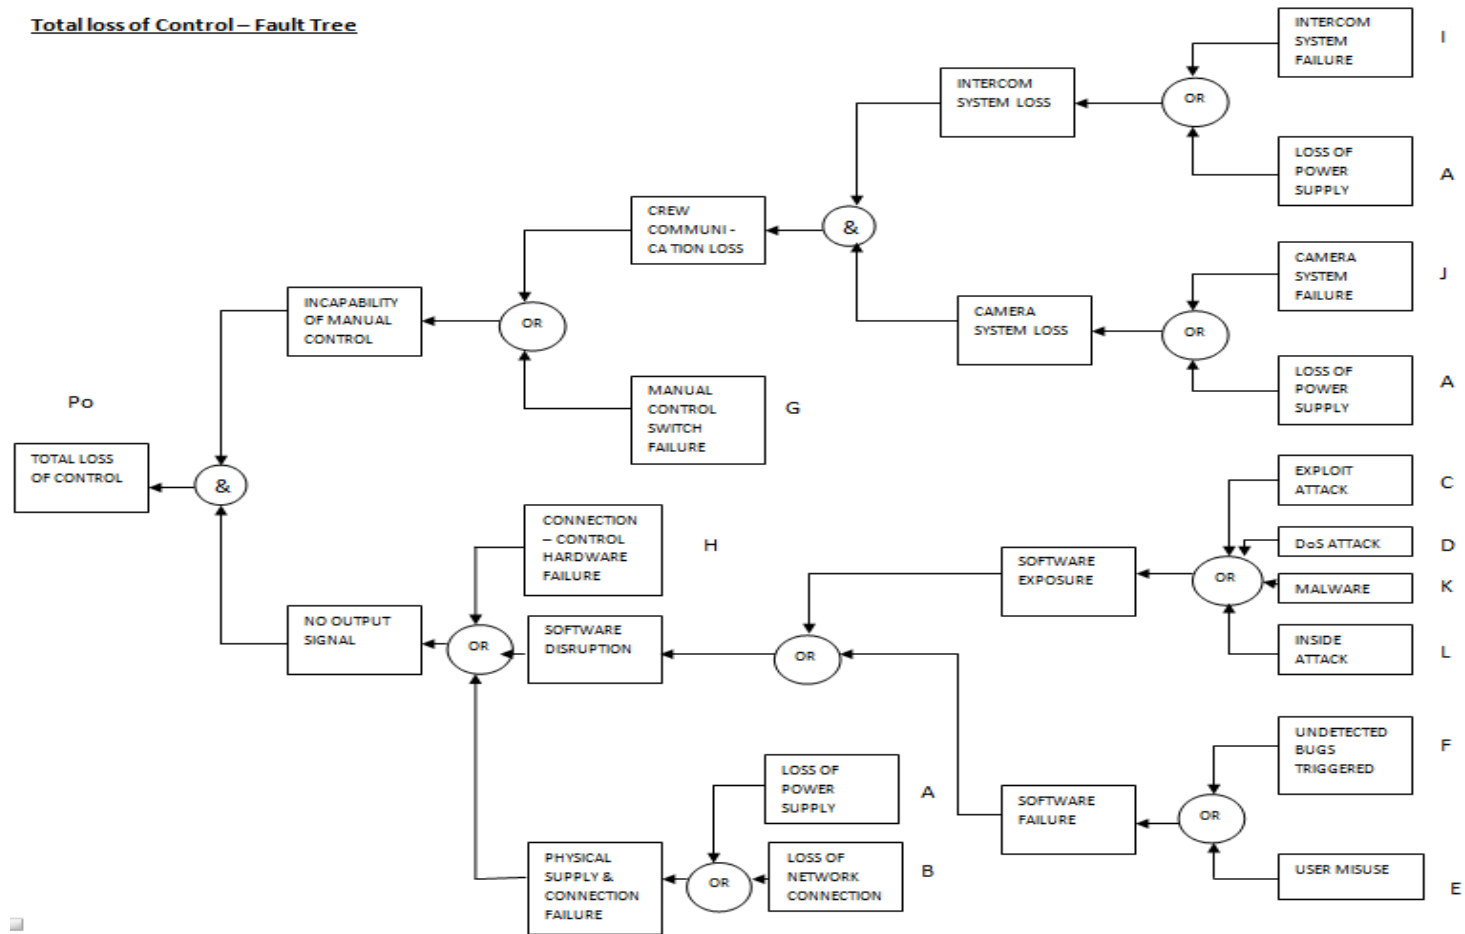 Total loss of Control – Fault Tree
INTERCOM
SYSTEM
FAILURE
I
OR
INTERCOM
SYSTEM LOSS
LOSS OF
POWER
SUPPLY
A
CREW
COMMUNI -
CA TION LOSS
&
CAMERA
SYSTEM
FAILURE
J
INCAPABILITY
OF MANUAL
CONTROL
OR
CAMERA
SYSTEM LOSS
OR
LOSS OF
POWER
SUPPLY
A
MANUAL
CONTROL
SWITCH
FAILURE
G
Po
TOTAL LOSS
OF CONTROL
&
EXPLOIT
ATTACK
C
CONNECTION
– CONTROL
HARDWARE
FAILURE
H
DoS ATTACK
D
SOFTWARE
EXPOSURE
OR
MALWARE
K
NO OUTPUT
SIGNAL
OR
SOFTWARE
DISRUPTION
OR
INSIDE
ATTACK
L
UNDETECTED
BUGS
TRIGGERED
F
LOSS OF
POWER
SUPPLY
A
SOFTWARE
FAILURE
OR
PHYSICAL
SUPPLY &
CONNECTION
FAILURE
OR
LOSS OF
NETWORK
CONNECTION
B
USER MISUSE
E